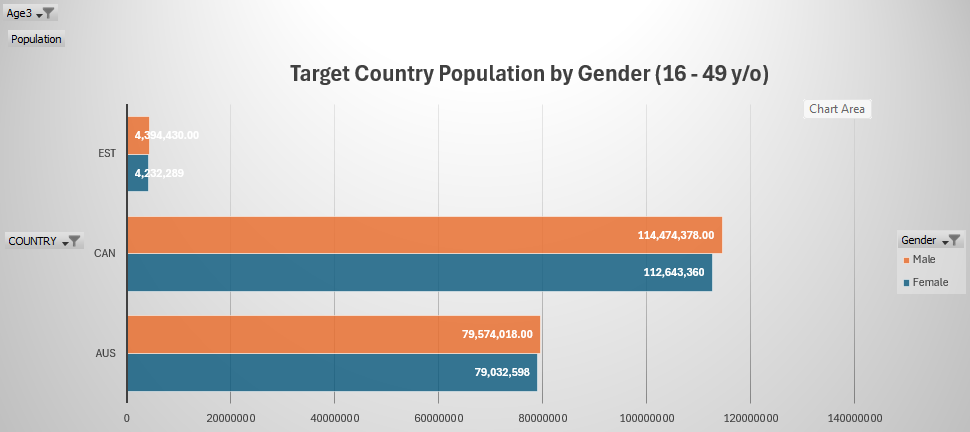 Age3
Population
Target Country Population by Gender (16 - 49 y/o)
Chart Area
EST
4,394,430.00
4,232,289
COUNTRY
CAN
114,474,378.00
112,643,360
Gender
Male
Female
AUS
79,574,018.00
79,032,598
0 20000000 40000000 60000000 80000000 100000000 120000000 140000000